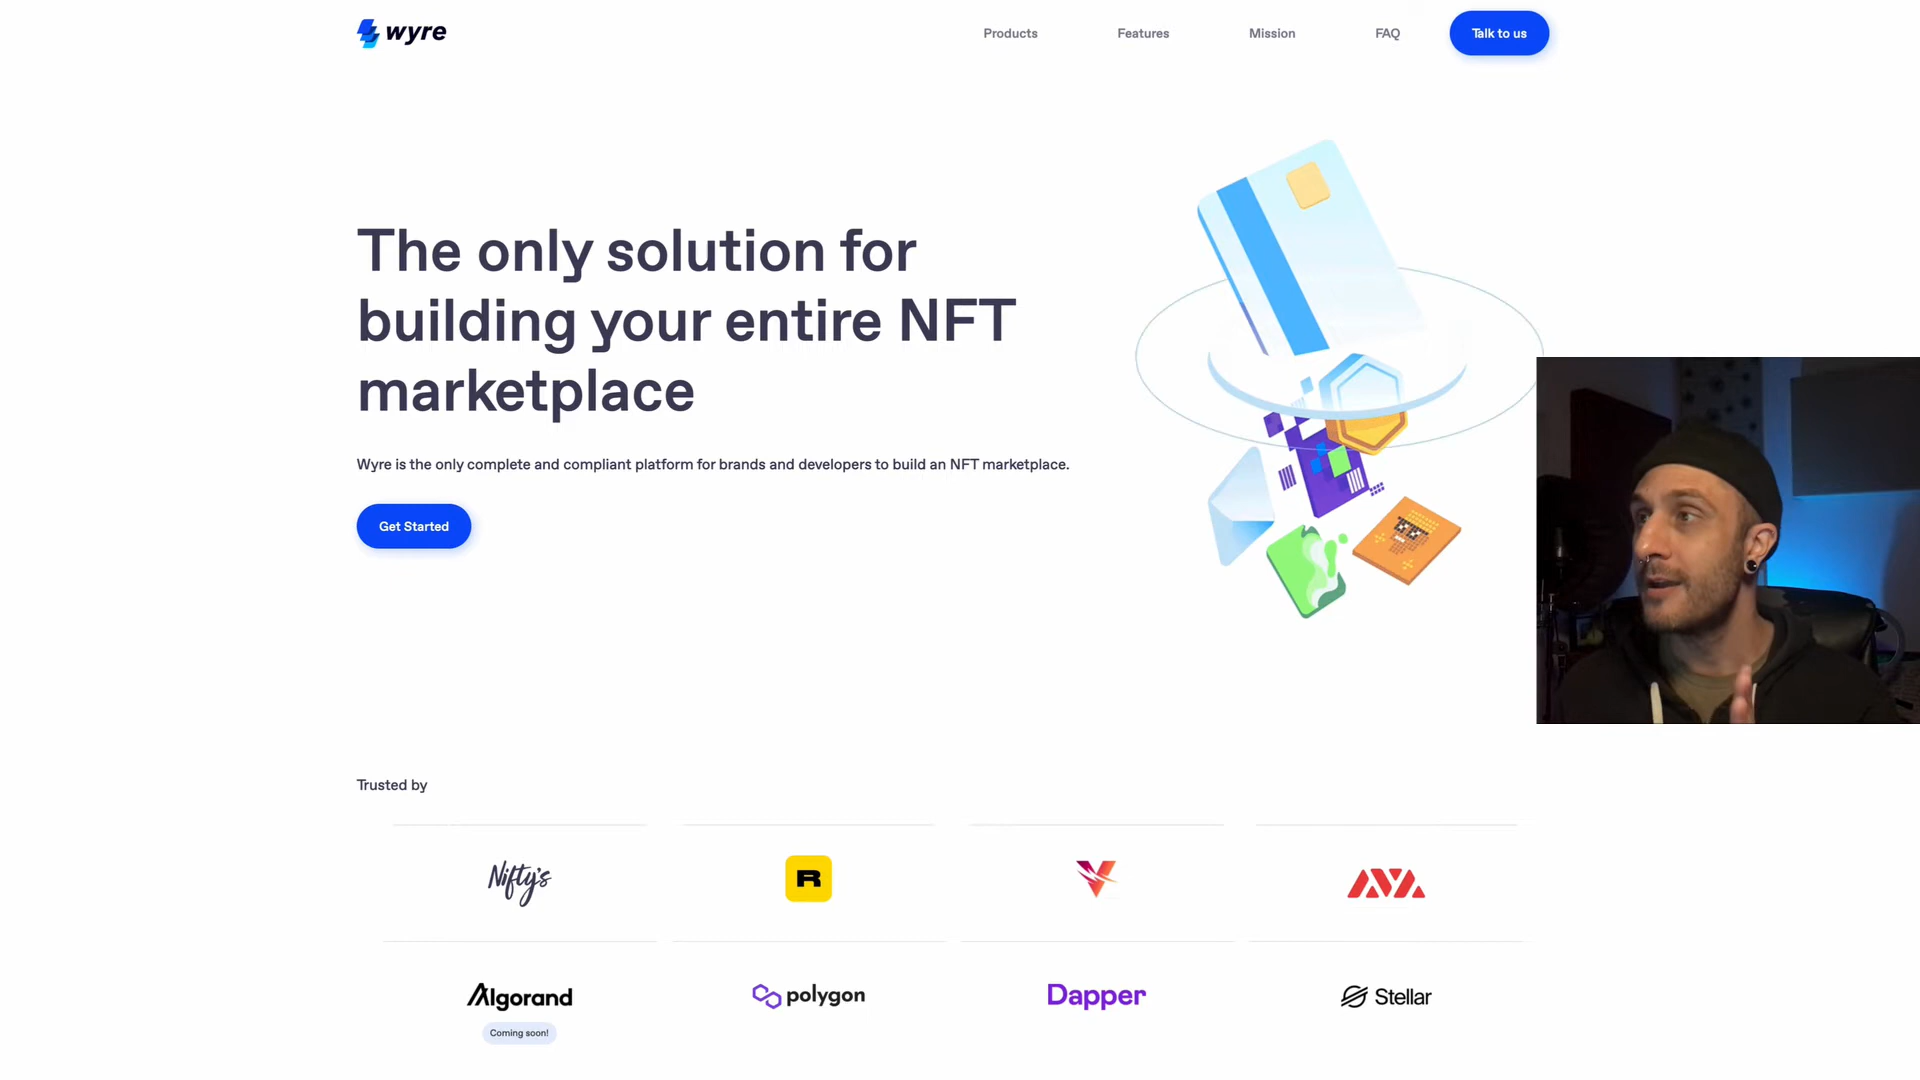 wyre
Products
Features
Mission
FAQ
Talk to us
The only solution for
building your entire NFT
marketplace
Wyre is the only complete and compliant platform for brands and developers to build an NFT marketplace.
Get Started
Trusted by
Nifty's
R
Algorand
polygon
Dapper
Stellar
Coming soon!